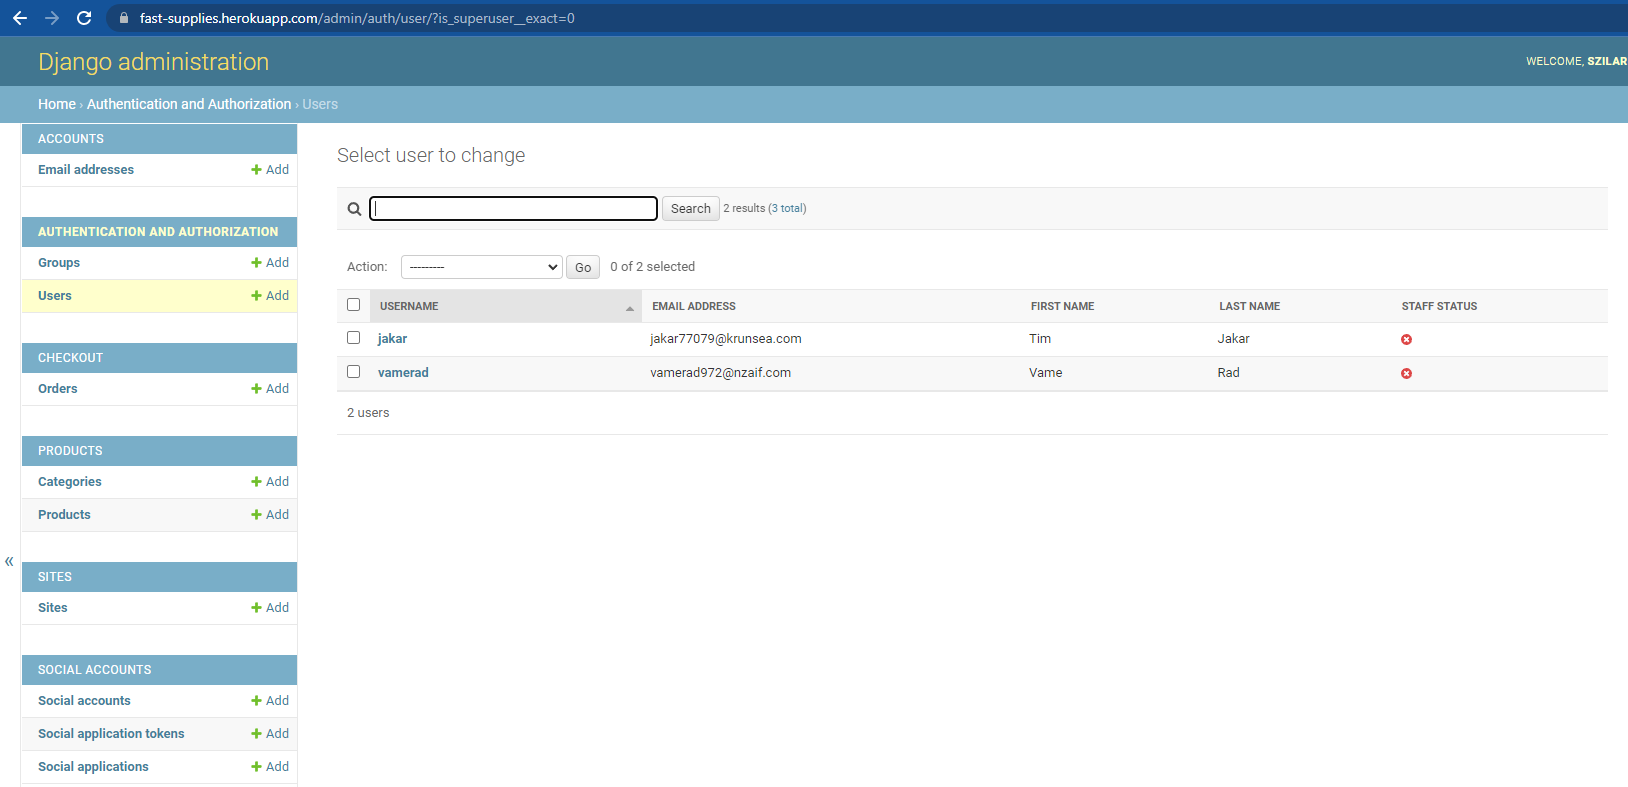 fast-supplies.herokuapp.com/admin/auth/user/?is_superuser__exact=0
Django administration
WELCOME, SZILAR
Home › Authentication and Authorization › Users
ACCOUNTS
Email addresses + Add
AUTHENTICATION AND AUTHORIZATION
Groups + Add
Users + Add
CHECKOUT
Orders + Add
PRODUCTS
Categories + Add
Products + Add
«
SITES
Sites + Add
SOCIAL ACCOUNTS
Social accounts + Add
Social application tokens + Add
Social applications + Add
Select user to change
Search 2 results (3 total)
Action: --------- Go 0 of 2 selected
USERNAME EMAIL ADDRESS FIRST NAME LAST NAME STAFF STATUS
jakar jakar77079@krunsea.com Tim Jakar
vamerad vamerad972@nzaif.com Vame Rad
2 users